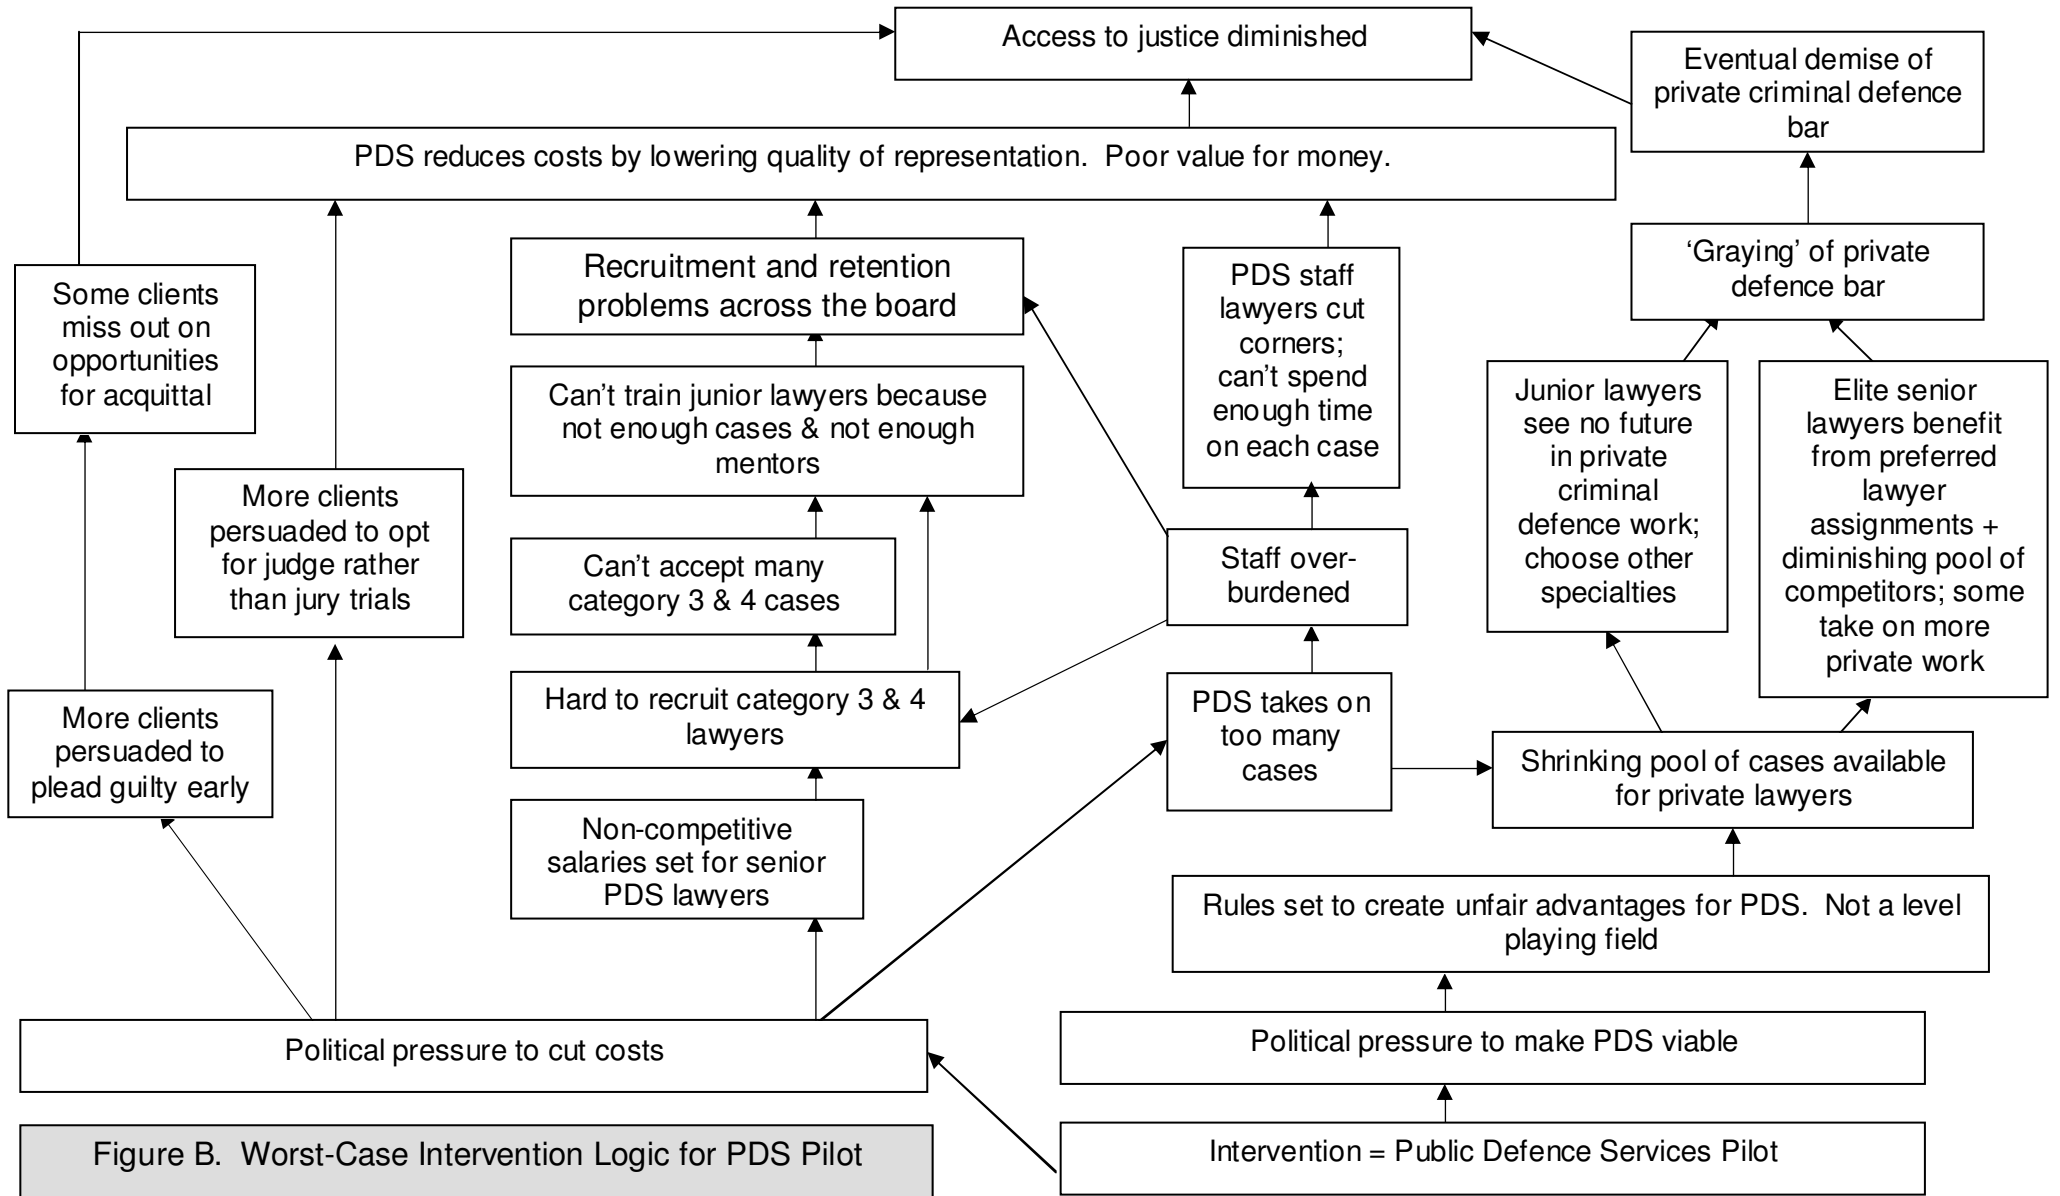 Access to justice diminished
Eventual demise of
private criminal defence
bar
PDS reduces costs by lowering quality of representation.  Poor value for money.
‘Graying’ of private
defence bar
Recruitment and retention
problems across the board
PDS staff
lawyers cut
corners;
can’t spend
enough time
on each case
Some clients
miss out on
opportunities
for acquittal
Can’t train junior lawyers because
not enough cases & not enough
mentors
Junior lawyers
see no future
in private
criminal
defence work;
choose other
specialties
Elite senior
lawyers benefit
from preferred
lawyer
assignments +
diminishing pool of
competitors; some
take on more
private work
More clients
persuaded to opt
for judge rather
than jury trials
Can’t accept many
category 3 & 4 cases
Staff over-
burdened
Hard to recruit category 3 & 4
lawyers
PDS takes on
too many
cases
More clients
persuaded to
plead guilty early
Shrinking pool of cases available
for private lawyers
Non-competitive
salaries set for senior
PDS lawyers
Rules set to create unfair advantages for PDS.  Not a level
playing field
Political pressure to cut costs
Political pressure to make PDS viable
Figure B.  Worst-Case Intervention Logic for PDS Pilot
Intervention = Public Defence Services Pilot